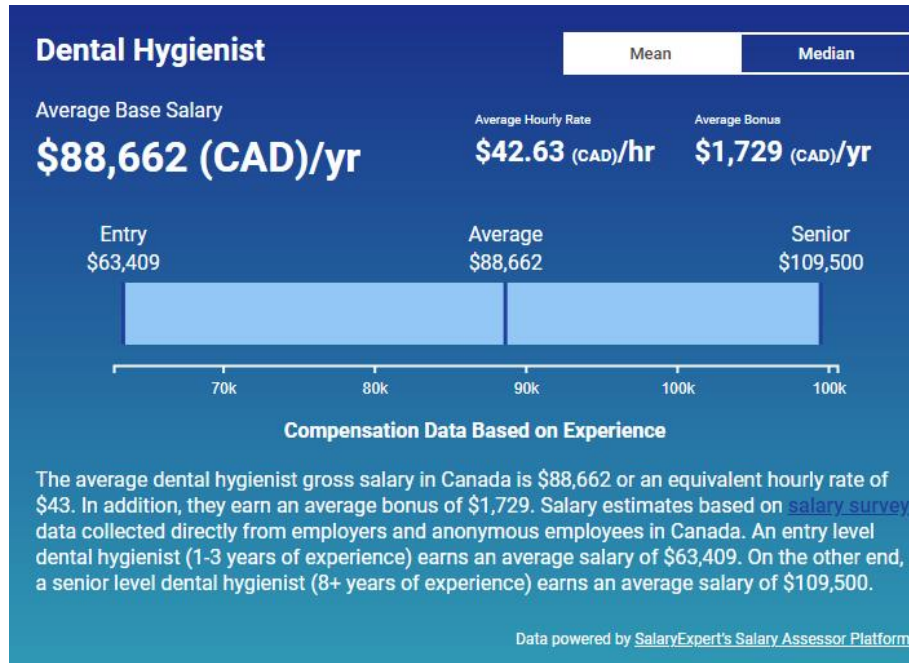 Dental Hygienist
Mean
Median
Average Base Salary
$88,662 (CAD)/yr
Average Hourly Rate
$42.63 (CAD)/hr
Average Bonus
$1,729 (CAD)/yr
Entry
$63,409
Average
$88,662
Senior
$109,500
70k 80k 90k 100k 100k
Compensation Data Based on Experience
The average dental hygienist gross salary in Canada is $88,662 or an equivalent hourly rate of
$43. In addition, they earn an average bonus of $1,729. Salary estimates based on salary survey
data collected directly from employers and anonymous employees in Canada. An entry level
dental hygienist (1-3 years of experience) earns an average salary of $63,409. On the other end,
a senior level dental hygienist (8+ years of experience) earns an average salary of $109,500.
Data powered by SalaryExpert's Salary Assessor Platform